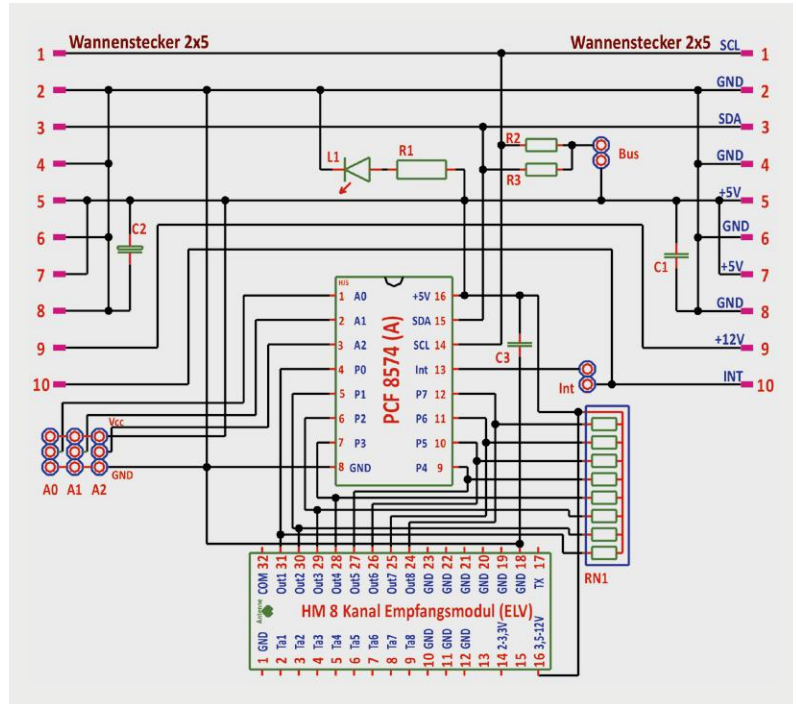 Wannenstecker 2x5
Wannenstecker 2x5
1
SCL
1
2
GND
2
3
SDA
3
4
GND
4
5
+5V
5
6
GND
6
7
+5V
7
8
GND
8
9
+12V
9
10
INT
10
L1
R1
R2
R3
Bus
C2
C1
C3
HJS
PCF 8574 (A)
1 A0
2 A1
3 A2
4 P0
5 P1
6 P2
7 P3
8 GND
+5V 16
SDA 15
SCL 14
Int 13
P7 12
P6 11
P5 10
P4 9
Int
Vcc
GND
A0 A1 A2
RN1
32 31 30 29 28 27 26 25 24 23 22 21 20 19 18 17
COM Out1 Out2 Out3 Out4 Out5 Out6 Out7 Out8 GND GND GND GND GND GND TX
Antenne
HM 8 Kanal Empfangsmodul (ELV)
GND Ta1 Ta2 Ta3 Ta4 Ta5 Ta6 Ta7 Ta8 GND GND GND 2-3,3V 3,5-12V
1 2 3 4 5 6 7 8 9 10 11 12 13 14 15 16